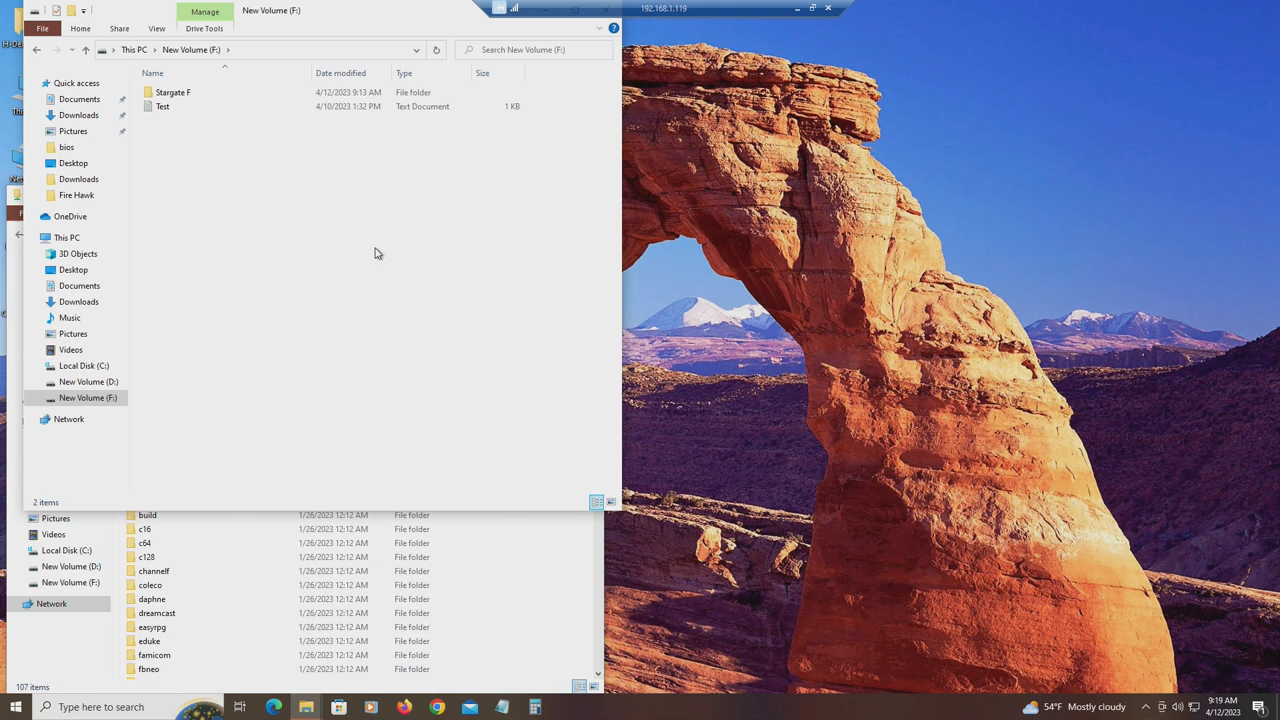 Manage
New Volume (F:)
192.168.1.119
File
Home
Share
View
Drive Tools
This PC
New Volume (F:)
Search New Volume (F:)
Name
Date modified
Type
Size
Quick access
Documents
Downloads
Pictures
bios
Desktop
Downloads
Fire Hawk
OneDrive
This PC
3D Objects
Desktop
Documents
Downloads
Music
Pictures
Videos
Local Disk (C:)
New Volume (D:)
New Volume (F:)
Network
Stargate F 4/12/2023 9:13 AM File folder
Test 4/10/2023 1:32 PM Text Document 1 KB
2 items
Pictures
Videos
Local Disk (C:)
New Volume (D:)
New Volume (F:)
Network
build 1/26/2023 12:12 AM File folder
c16 1/26/2023 12:12 AM File folder
c64 1/26/2023 12:12 AM File folder
c128 1/26/2023 12:12 AM File folder
channelf 1/26/2023 12:12 AM File folder
coleco 1/26/2023 12:12 AM File folder
daphne 1/26/2023 12:12 AM File folder
dreamcast 1/26/2023 12:12 AM File folder
easyrpg 1/26/2023 12:12 AM File folder
eduke 1/26/2023 12:12 AM File folder
famicom 1/26/2023 12:12 AM File folder
fbneo 1/26/2023 12:12 AM File folder
107 items
Type here to search
54°F Mostly cloudy
9:19 AM
4/12/2023
1